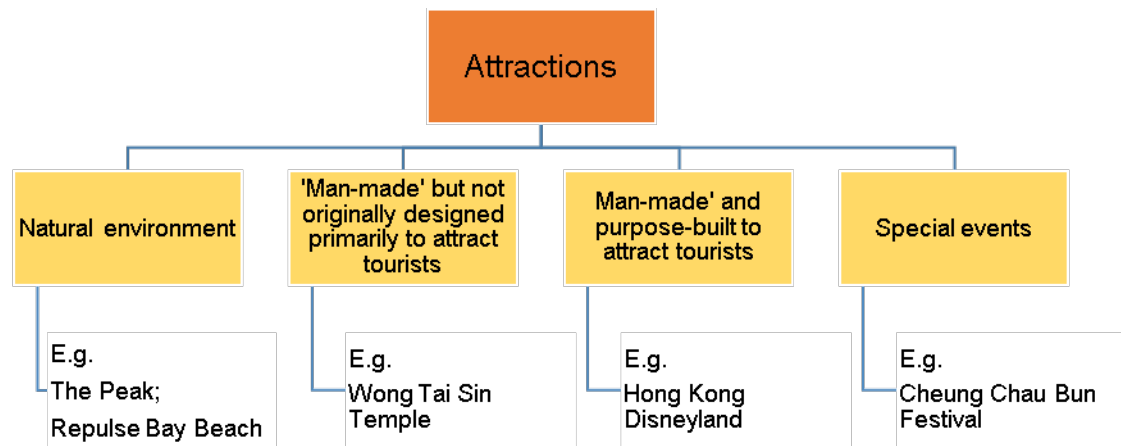 Attractions
Natural environment
'Man-made' but not
originally designed
primarily to attract
tourists
Man-made' and
purpose-built to
attract tourists
Special events
E.g.
The Peak;
Repulse Bay Beach
E.g.
Wong Tai Sin
Temple
E.g.
Hong Kong
Disneyland
E.g.
Cheung Chau Bun
Festival